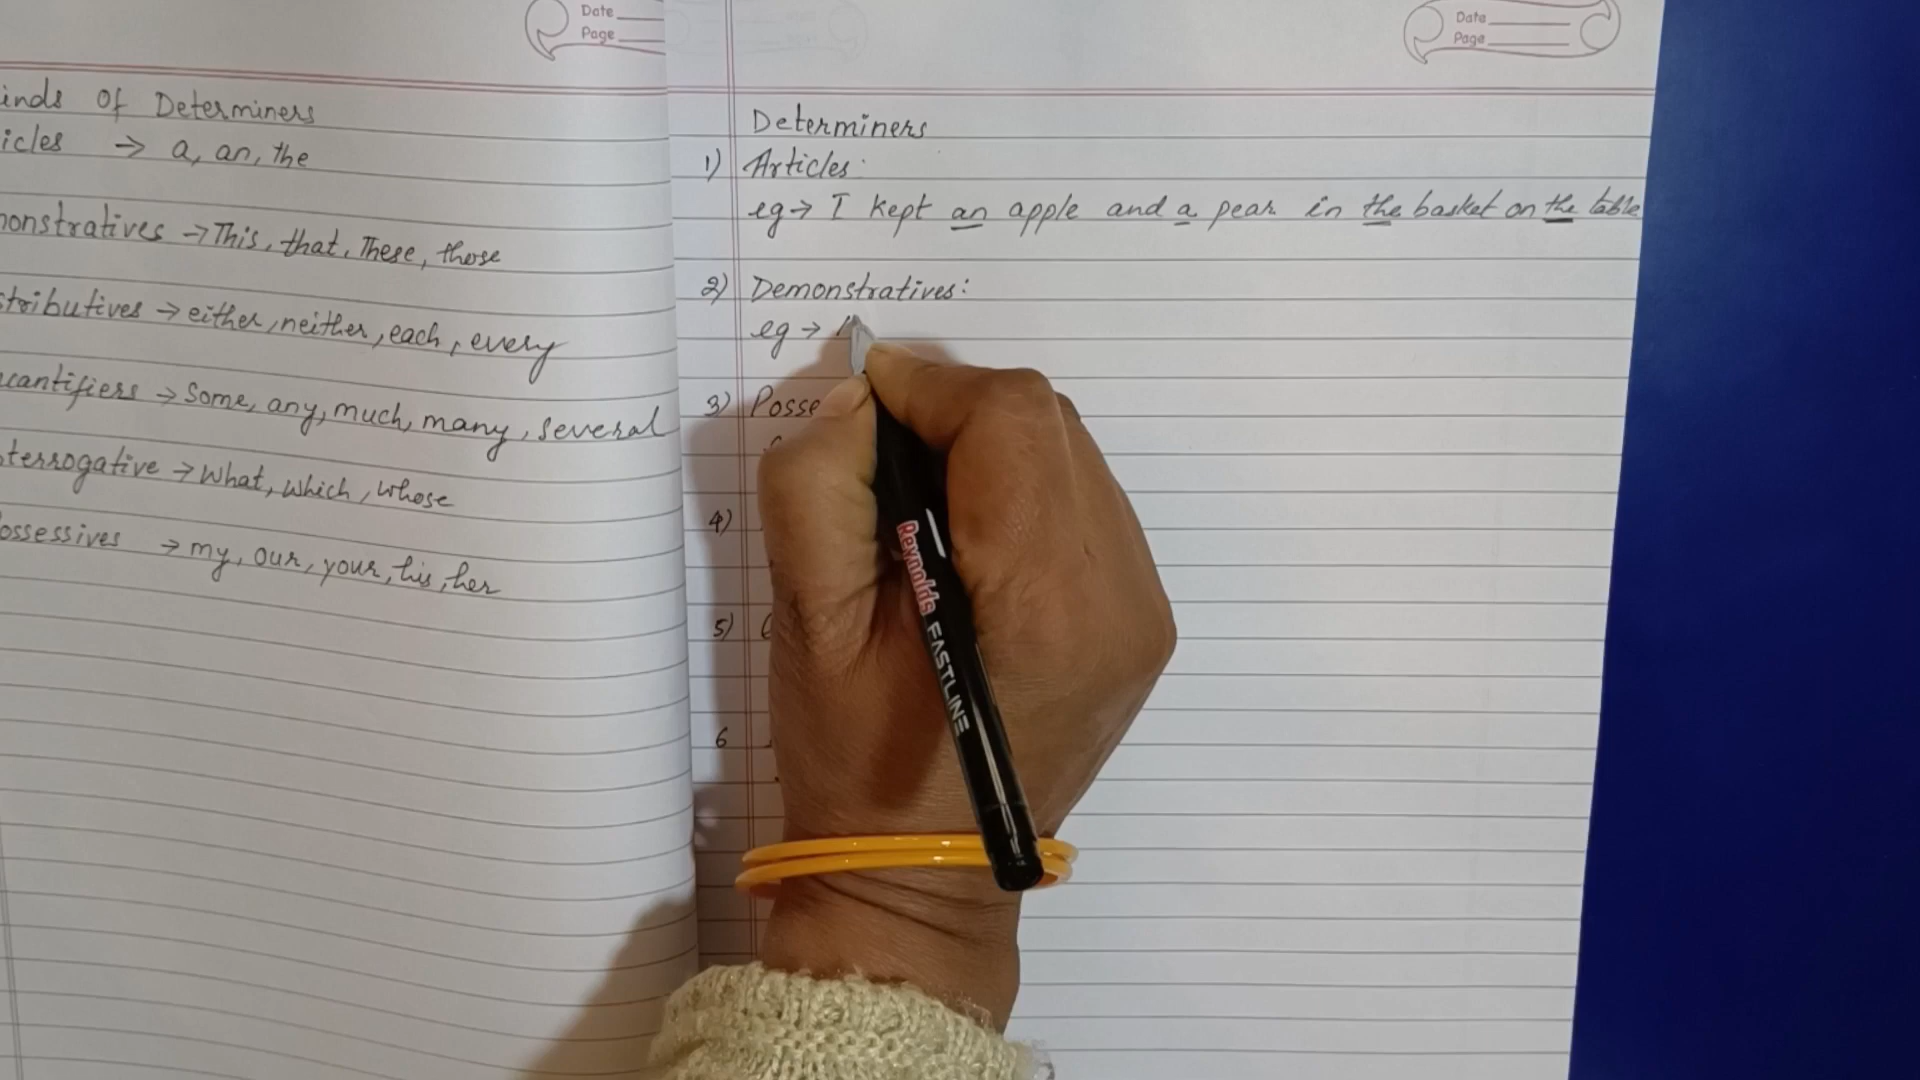 Date
Page
inds Of Determiners
icles → a, an, the
onstratives → This, that, These, those
tributives → either, neither, each, every
antifiers → Some, any, much, many, several
terrogative → What, Which, Whose
ossessives → my, our, your, his, her
Date
Page
Determiners
1) Articles:
eg → I kept an apple and a pear in the basket on the table
2) Demonstratives:
eg →
3) Posse
4)
5)
6
Reynolds FASTLINE